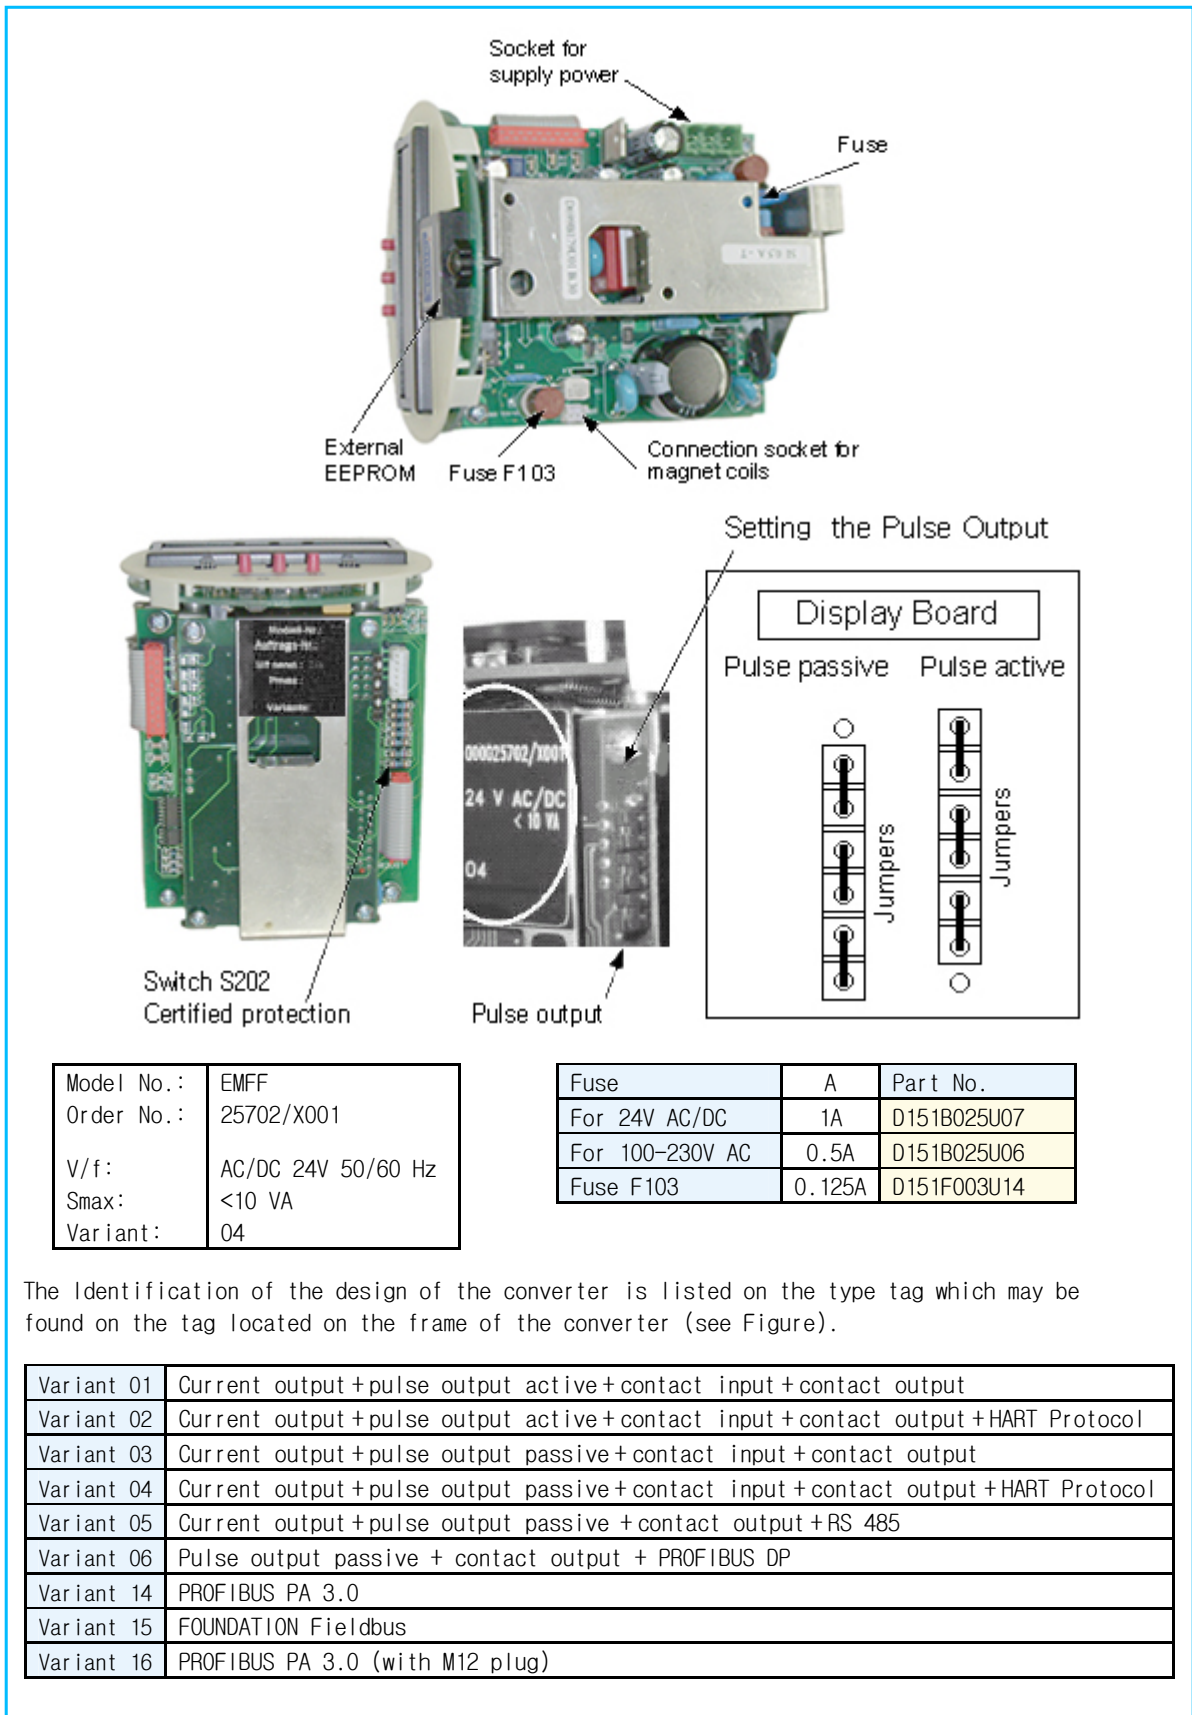 Socket for
supply power
Fuse
External
EEPROM
Fuse F103
Connection socket for
magnet coils
Setting the Pulse Output
Display Board
Pulse passive Pulse active
Jumpers
Jumpers
000025702/X001
24 V AC/DC
< 10 VA
04
Auftrags-Nr.:
Variante:
Switch S202
Certified protection
Pulse output
Model No.: EMFF
Order No.: 25702/X001
V/f: AC/DC 24V 50/60 Hz
Smax: <10 VA
Variant: 04
Fuse A Part No.
For 24V AC/DC 1A D151B025U07
For 100-230V AC 0.5A D151B025U06
Fuse F103 0.125A D151F003U14
The Identification of the design of the converter is listed on the type tag which may be
found on the tag located on the frame of the converter (see Figure).
Variant 01 Current output+pulse output active+contact input+contact output
Variant 02 Current output+pulse output active+contact input+contact output+HART Protocol
Variant 03 Current output+pulse output passive+contact input+contact output
Variant 04 Current output+pulse output passive+contact input+contact output+HART Protocol
Variant 05 Current output+pulse output passive +contact output+RS 485
Variant 06 Pulse output passive + contact output + PROFIBUS DP
Variant 14 PROFIBUS PA 3.0
Variant 15 FOUNDATION Fieldbus
Variant 16 PROFIBUS PA 3.0 (with M12 plug)